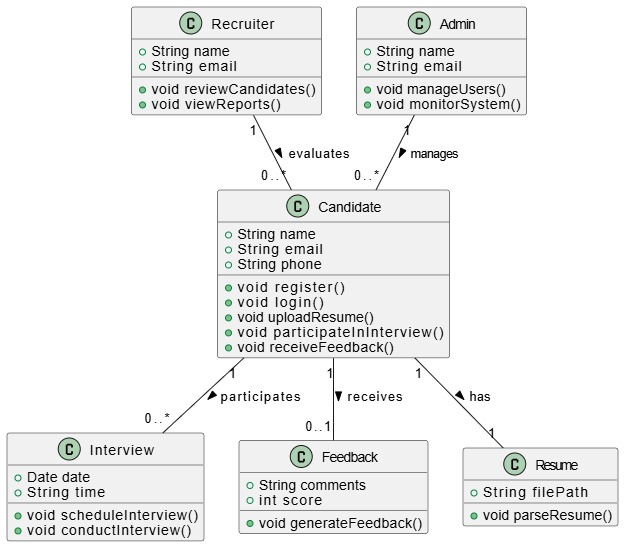 C Recruiter
String name
String email
void reviewCandidates()
void viewReports()
C Admin
String name
String email
void manageUsers()
void monitorSystem()
1
evaluates
0..*
1
manages
0..*
C Candidate
String name
String email
String phone
void register()
void login()
void uploadResume()
void participateInInterview()
void receiveFeedback()
1
participates
0..*
1
receives
0..1
1
has
1
C Interview
Date date
String time
void scheduleInterview()
void conductInterview()
C Feedback
String comments
int score
void generateFeedback()
C Resume
String filePath
void parseResume()